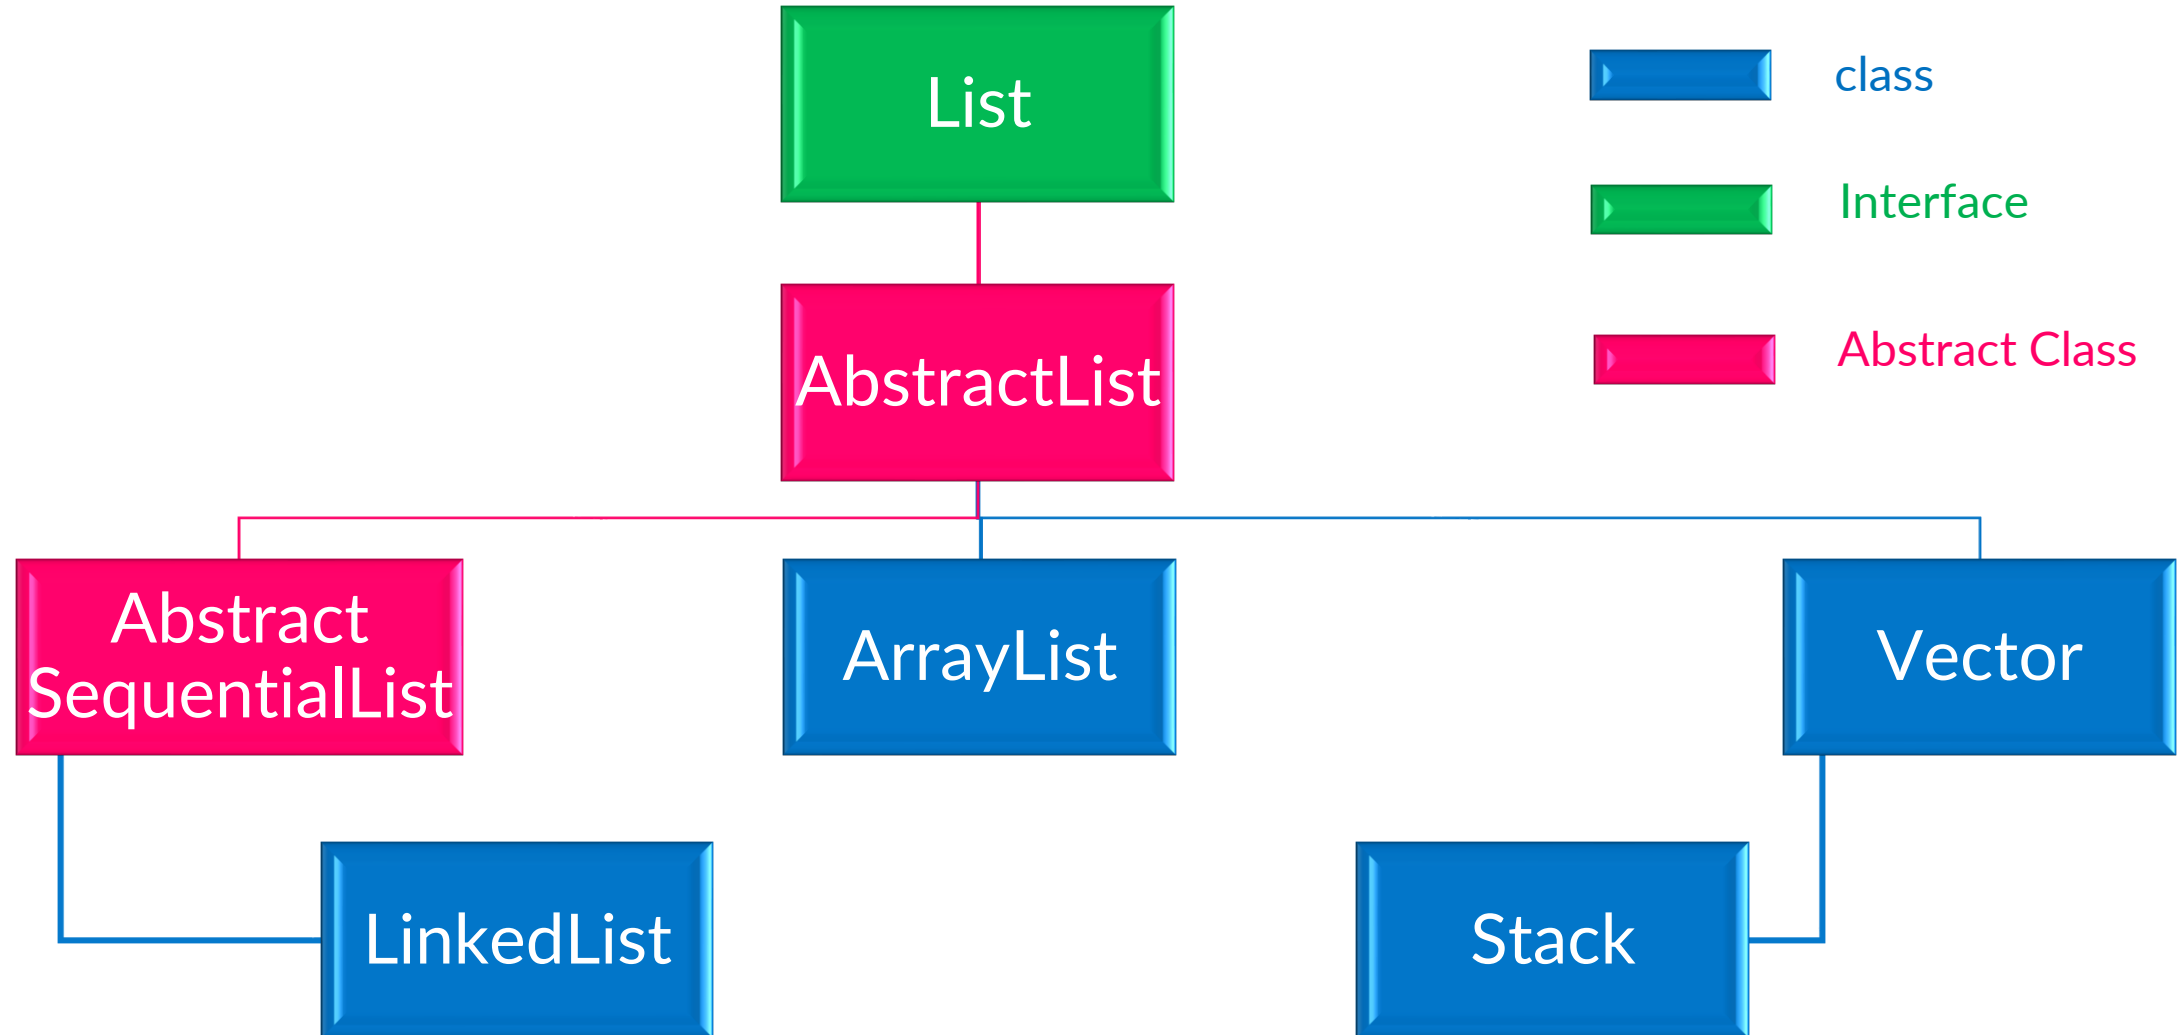 List
class
Interface
AbstractList
Abstract Class
Abstract
SequentialList
ArrayList
Vector
LinkedList
Stack